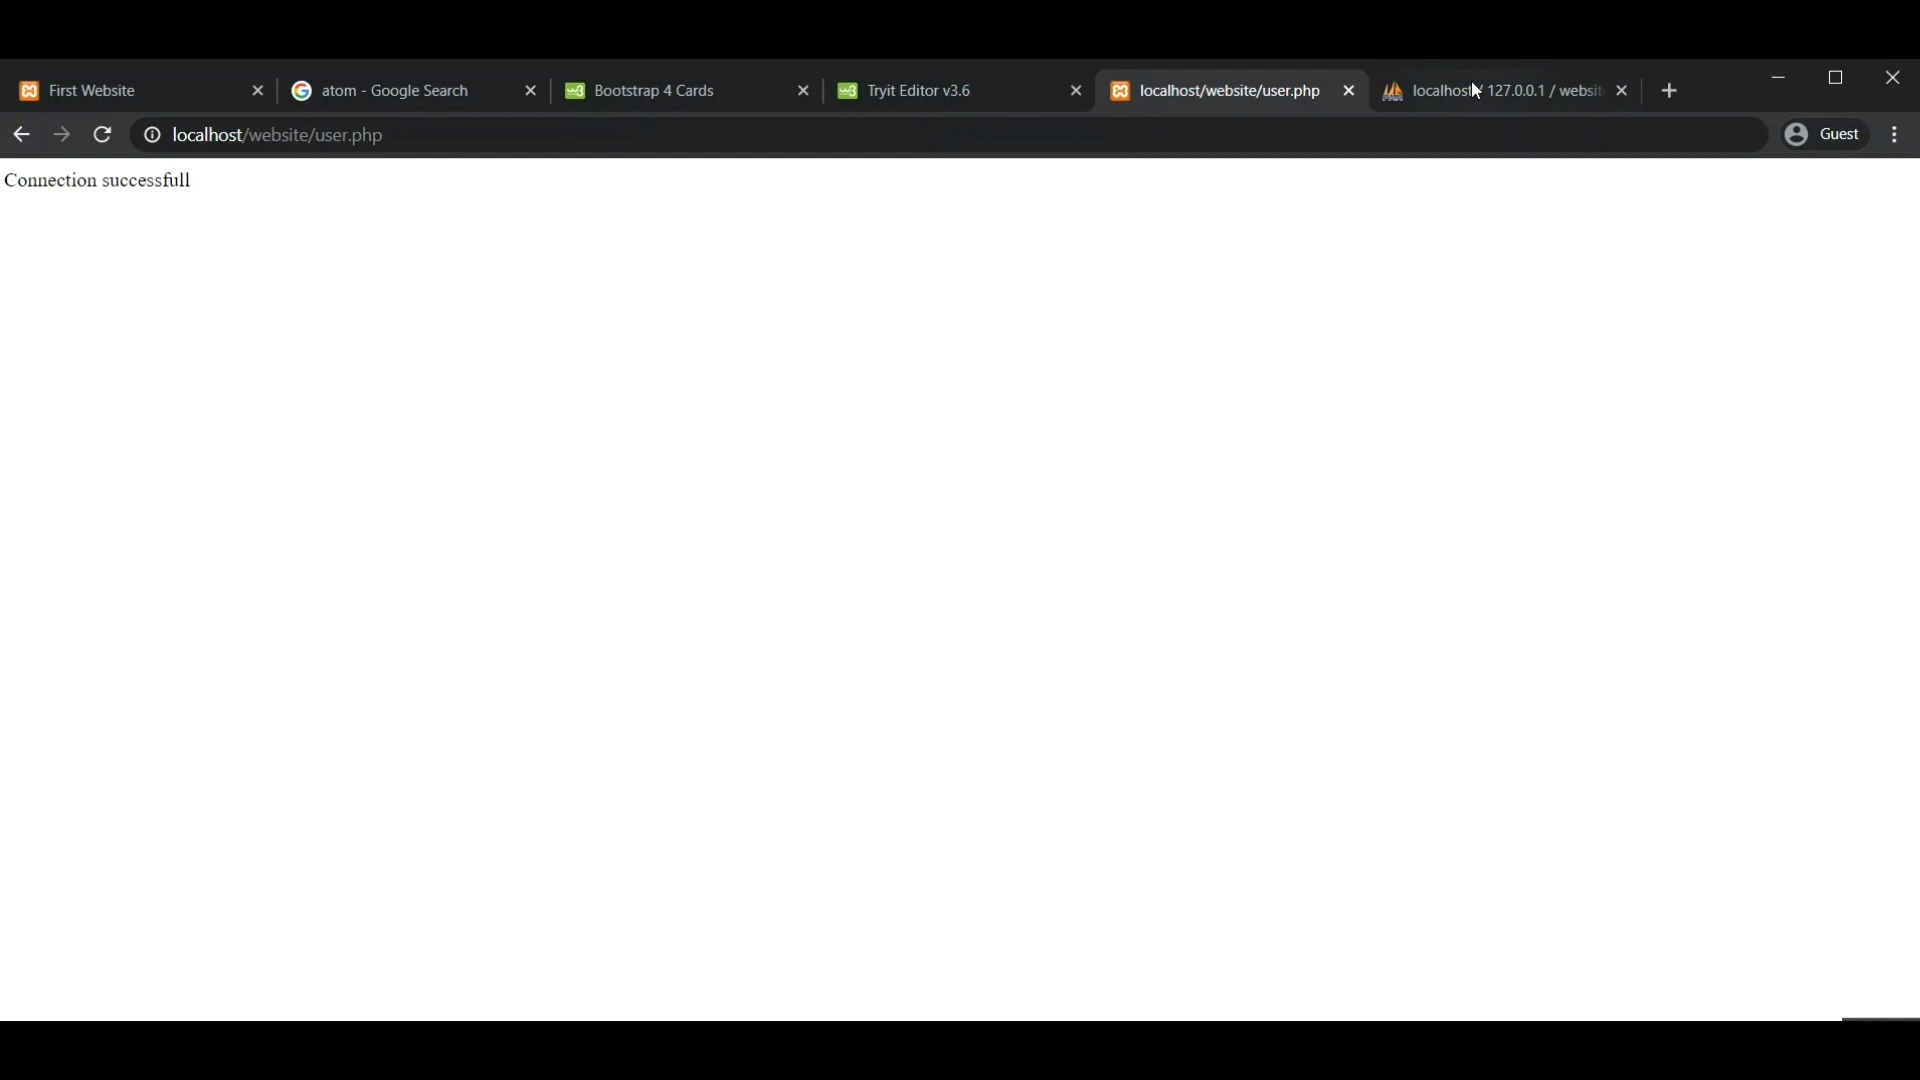 First Website
atom - Google Search
Bootstrap 4 Cards
Tryit Editor v3.6
localhost/website/user.php
localhost / 127.0.0.1 / websit
localhost/website/user.php
Guest
Connection successfull